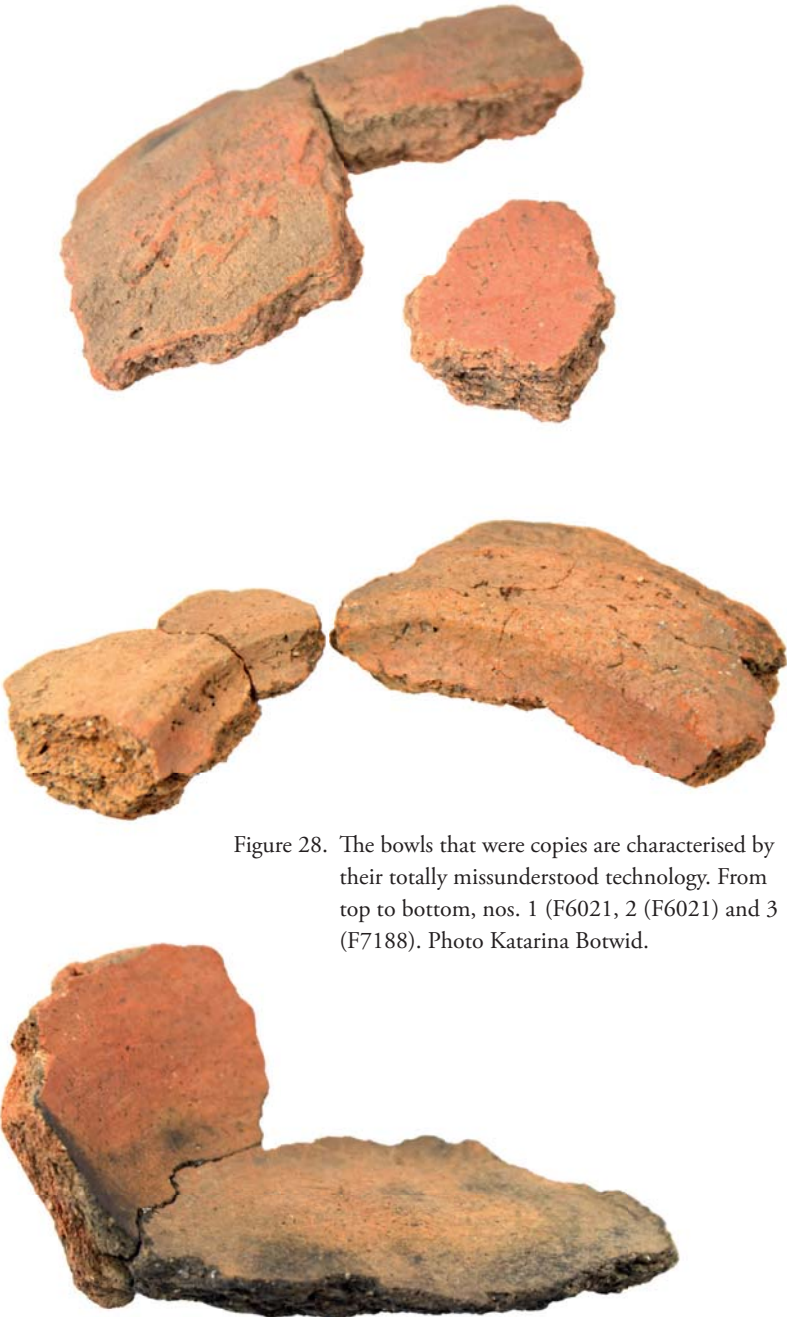 Figure 28. The bowls that were copies are characterised by
their totally missunderstood technology. From
top to bottom, nos. 1 (F6021, 2 (F6021) and 3
(F7188). Photo Katarina Botwid.